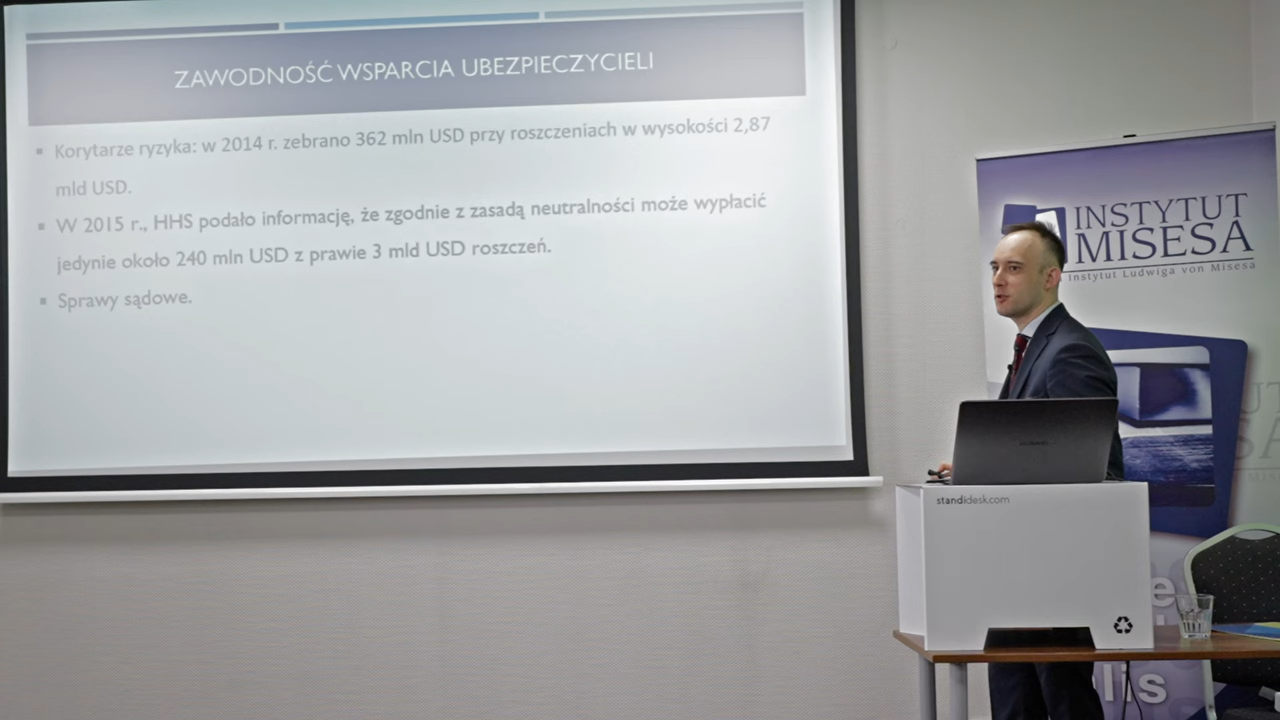 ZAWODNOŚĆ WSPARCIA UBEZPIECZYCIELI
▪ Korytarze ryzyka: w 2014 r. zebrano 362 mln USD przy roszczeniach w wysokości 2,87
mld USD.
▪ W 2015 r., HHS podało informację, że zgodnie z zasadą neutralności może wypłacić
jedynie około 240 mln USD z prawie 3 mld USD roszczeń.
▪ Sprawy sądowe.
INSTYTUT
MISESA
Instytut Ludwiga von Misesa
standidesk.com